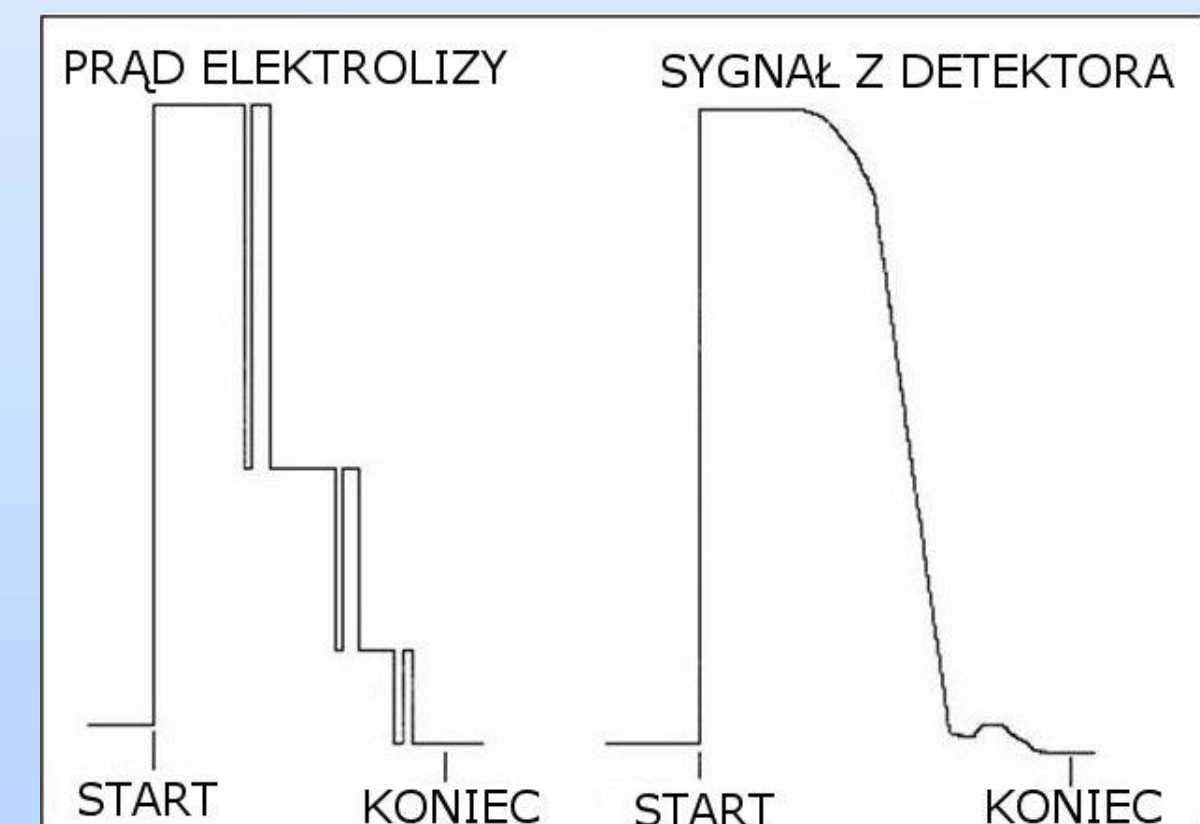 PRĄD ELEKTROLIZY
SYGNAŁ Z DETEKTORA
START
KONIEC
START
KONIEC